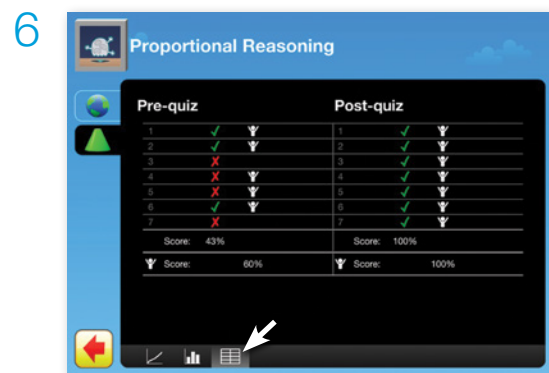 6
Proportional Reasoning
Pre-quiz Post-quiz
1 1
2 2
3 3
4 4
5 5
6 6
7 7
Score: 43% Score: 100%
Score: 60% Score: 100%